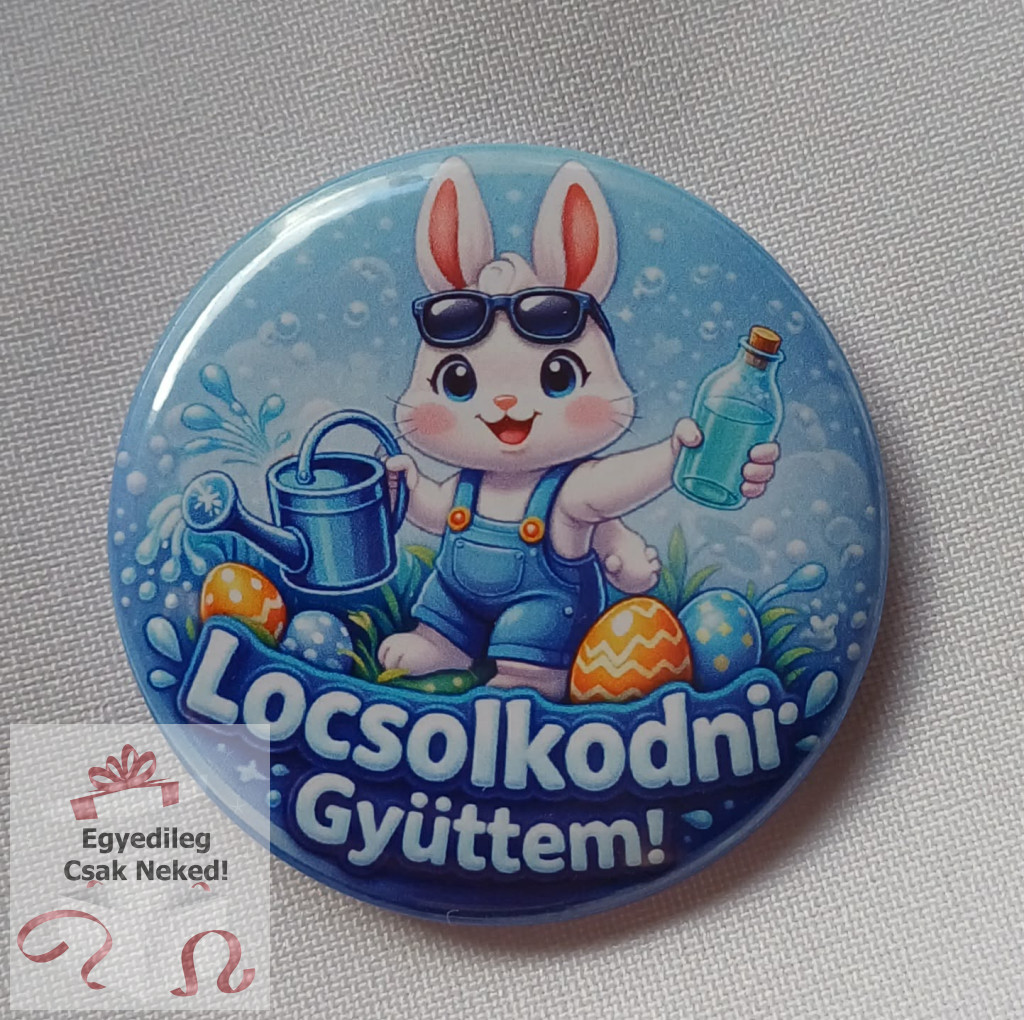 Locsolkodni
Gyüttem!
Egyedileg
Csak Neked!